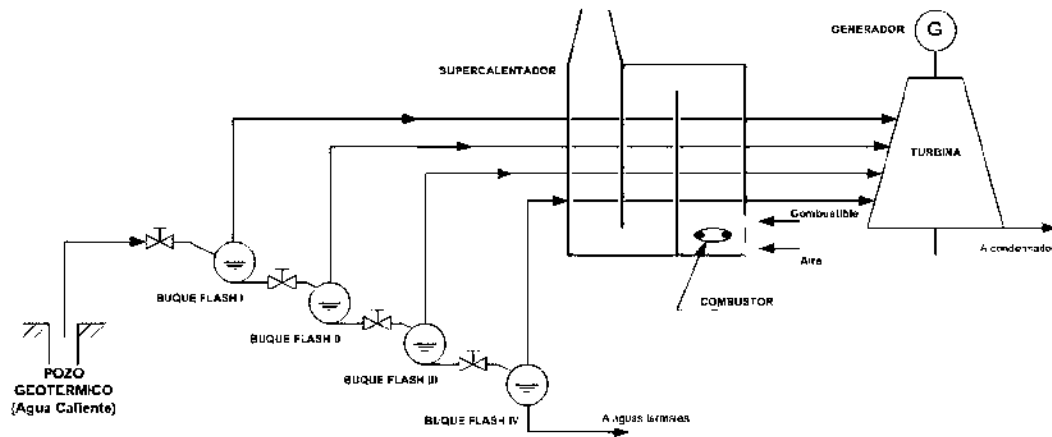 GENERADOR
G
SUPERCALENTADOR
TURBINA
Combustible
Aire
A condensado
COMBUSTOR
BUQUE FLASH I
BUQUE FLASH II
BUQUE FLASH III
BUQUE FLASH IV
A aguas termales
POZO
GEOTERMICO
(Agua Caliente)